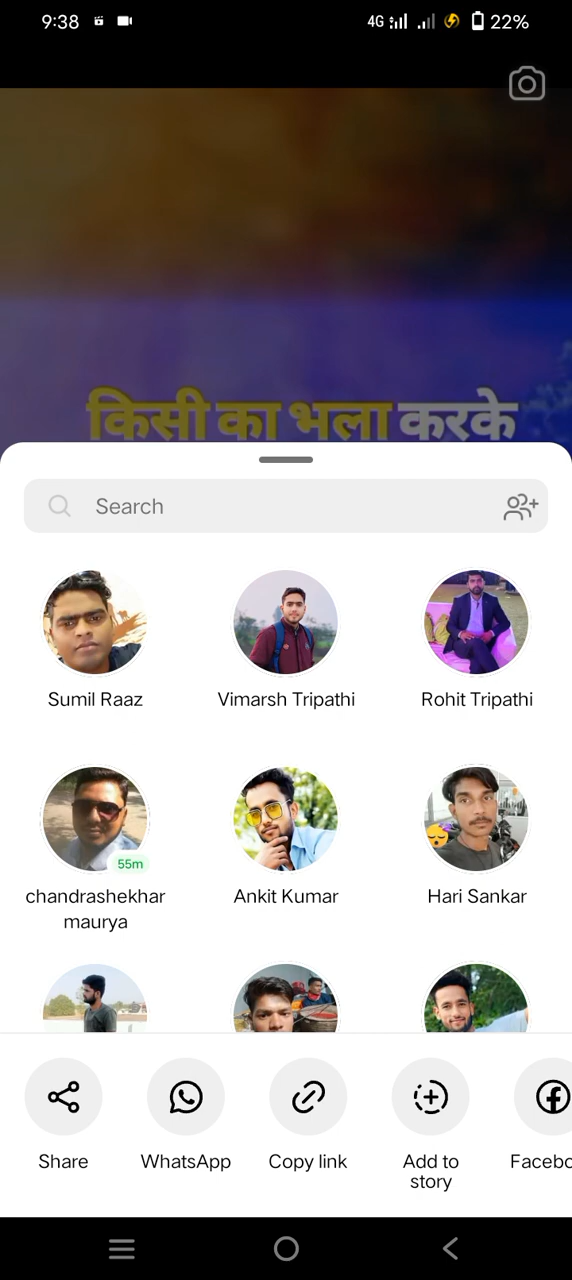 9:38
4G
22%
किसी का भला करके
Search
Sumil Raaz
Vimarsh Tripathi
Rohit Tripathi
55m
chandrashekhar
maurya
Ankit Kumar
Hari Sankar
Share
WhatsApp
Copy link
Add to
story
Facebo